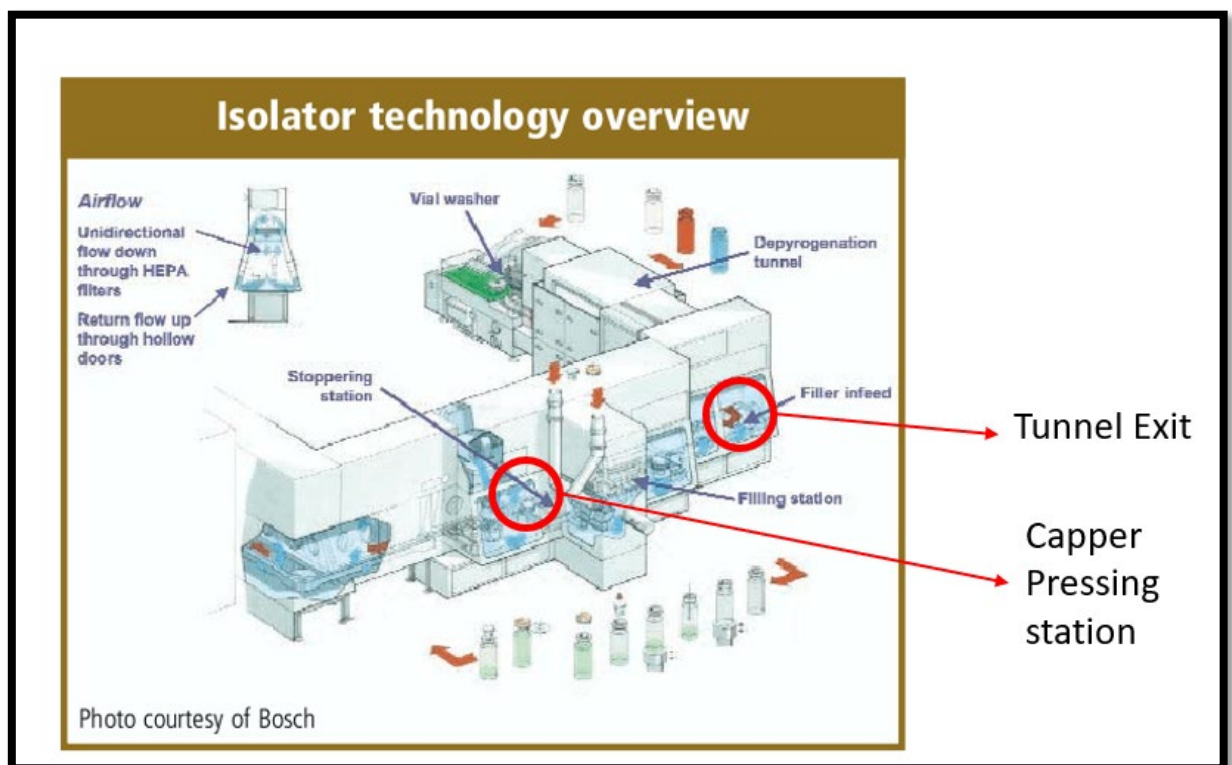 Isolator technology overview
Airflow
Unidirectional
flow down
through HEPA
filters
Return flow up
through hollow
doors
Vial washer
Depyrogenation
tunnel
Stoppering
station
Filler infeed
Filling station
Tunnel Exit
Capper
Pressing
station
Photo courtesy of Bosch